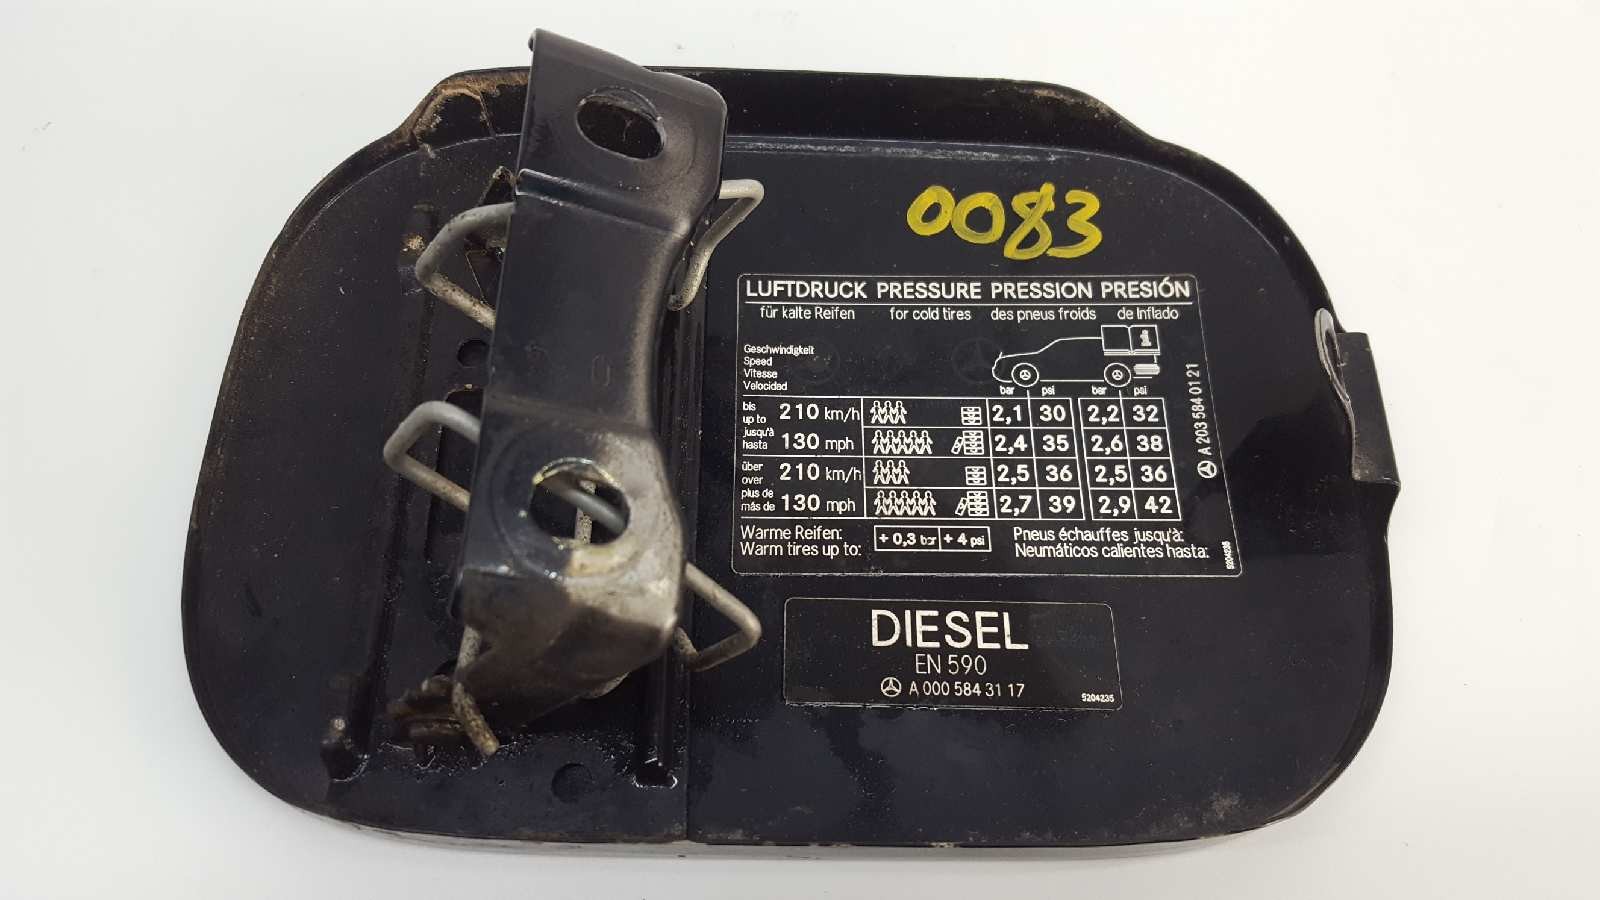 0083
LUFTDRUCK PRESSURE PRESSION PRESIÓN
für kalte Reifen for cold tires des pneus froids de Inflado
i
Geschwindigkeit
Speed
Vitesse
Velocidad
bar psi bar psi
bis
up to 210 km/h 2,1 30 2,2 32
jusqu'à
hasta 130 mph 2,4 35 2,6 38
über
over 210 km/h 2,5 36 2,5 36
plus de
más de 130 mph 2,7 39 2,9 42
Warme Reifen: + 0,3 bar + 4 psi Pneus échauffes jusqu'à:
Warm tires up to: Neumáticos calientes hasta:
A 203 584 01 21
5204235
DIESEL
EN 590
A 000 584 31 17
5204235